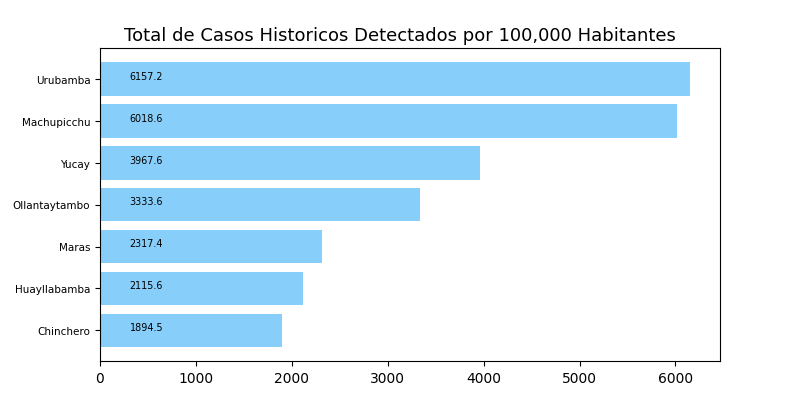 Total de Casos Historicos Detectados por 100,000 Habitantes
Urubamba 6157.2
Machupicchu 6018.6
Yucay 3967.6
Ollantaytambo 3333.6
Maras 2317.4
Huayllabamba 2115.6
Chinchero 1894.5
0 1000 2000 3000 4000 5000 6000